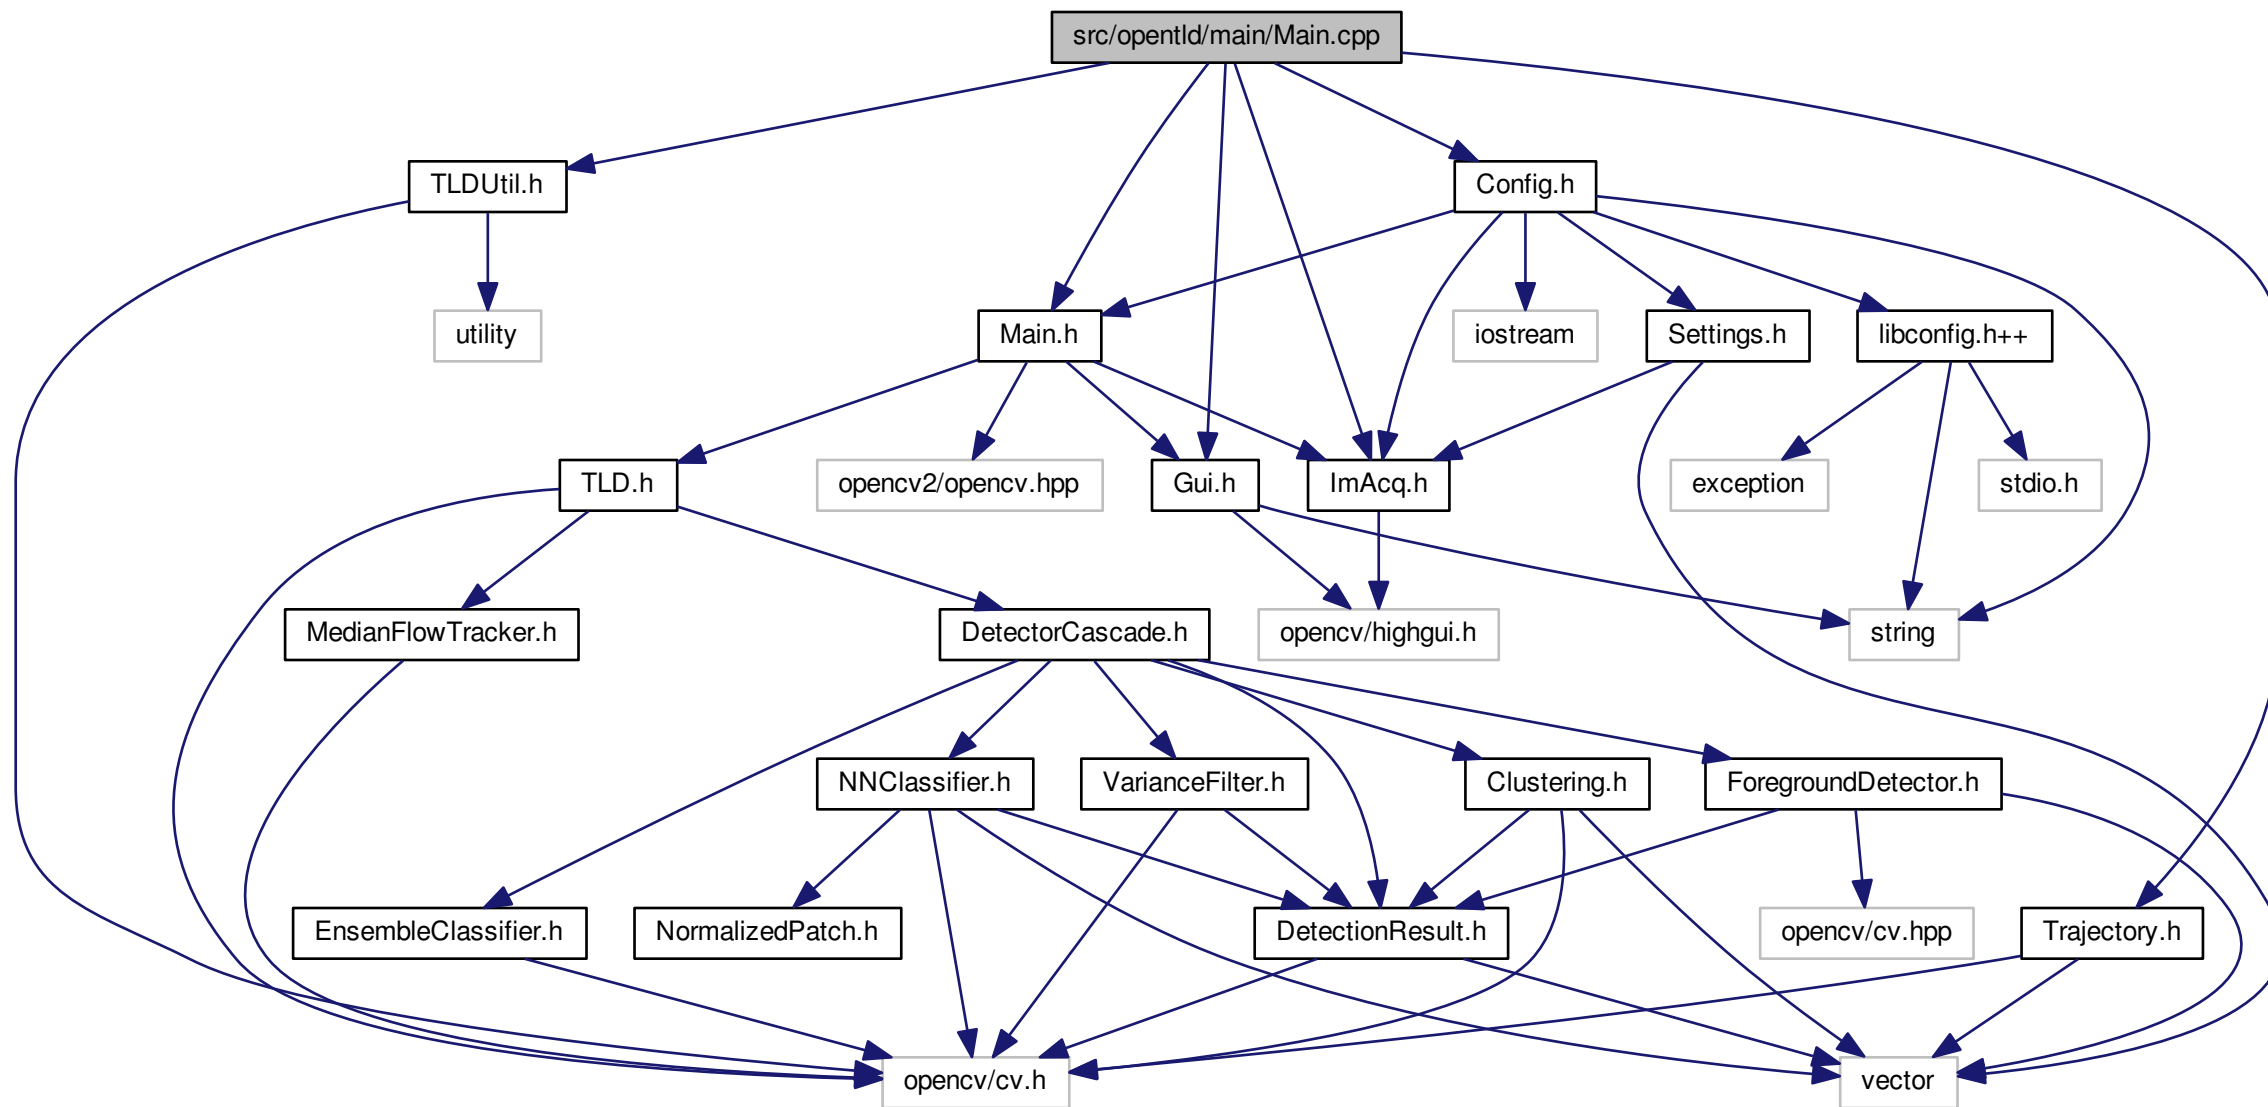 src/opentld/main/Main.cpp
TLDUtil.h
Config.h
utility
Main.h
iostream
Settings.h
libconfig.h++
TLD.h
opencv2/opencv.hpp
Gui.h
ImAcq.h
exception
stdio.h
MedianFlowTracker.h
DetectorCascade.h
opencv/highgui.h
string
NNClassifier.h
VarianceFilter.h
Clustering.h
ForegroundDetector.h
EnsembleClassifier.h
NormalizedPatch.h
DetectionResult.h
opencv/cv.hpp
Trajectory.h
opencv/cv.h
vector